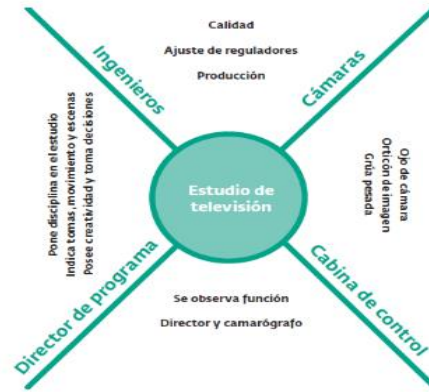 Calidad
Ajuste de reguladores
Producción
Ingenieros
Cámaras
Pone disciplina en el estudio
Indica tomas, movimiento y escenas
Posee creatividad y toma decisiones
Estudio de
televisión
Ojo de cámara
Orticón de imagen
Grúa pesada
Director de programa
Se observa función
Director y camarógrafo
Cabina de control